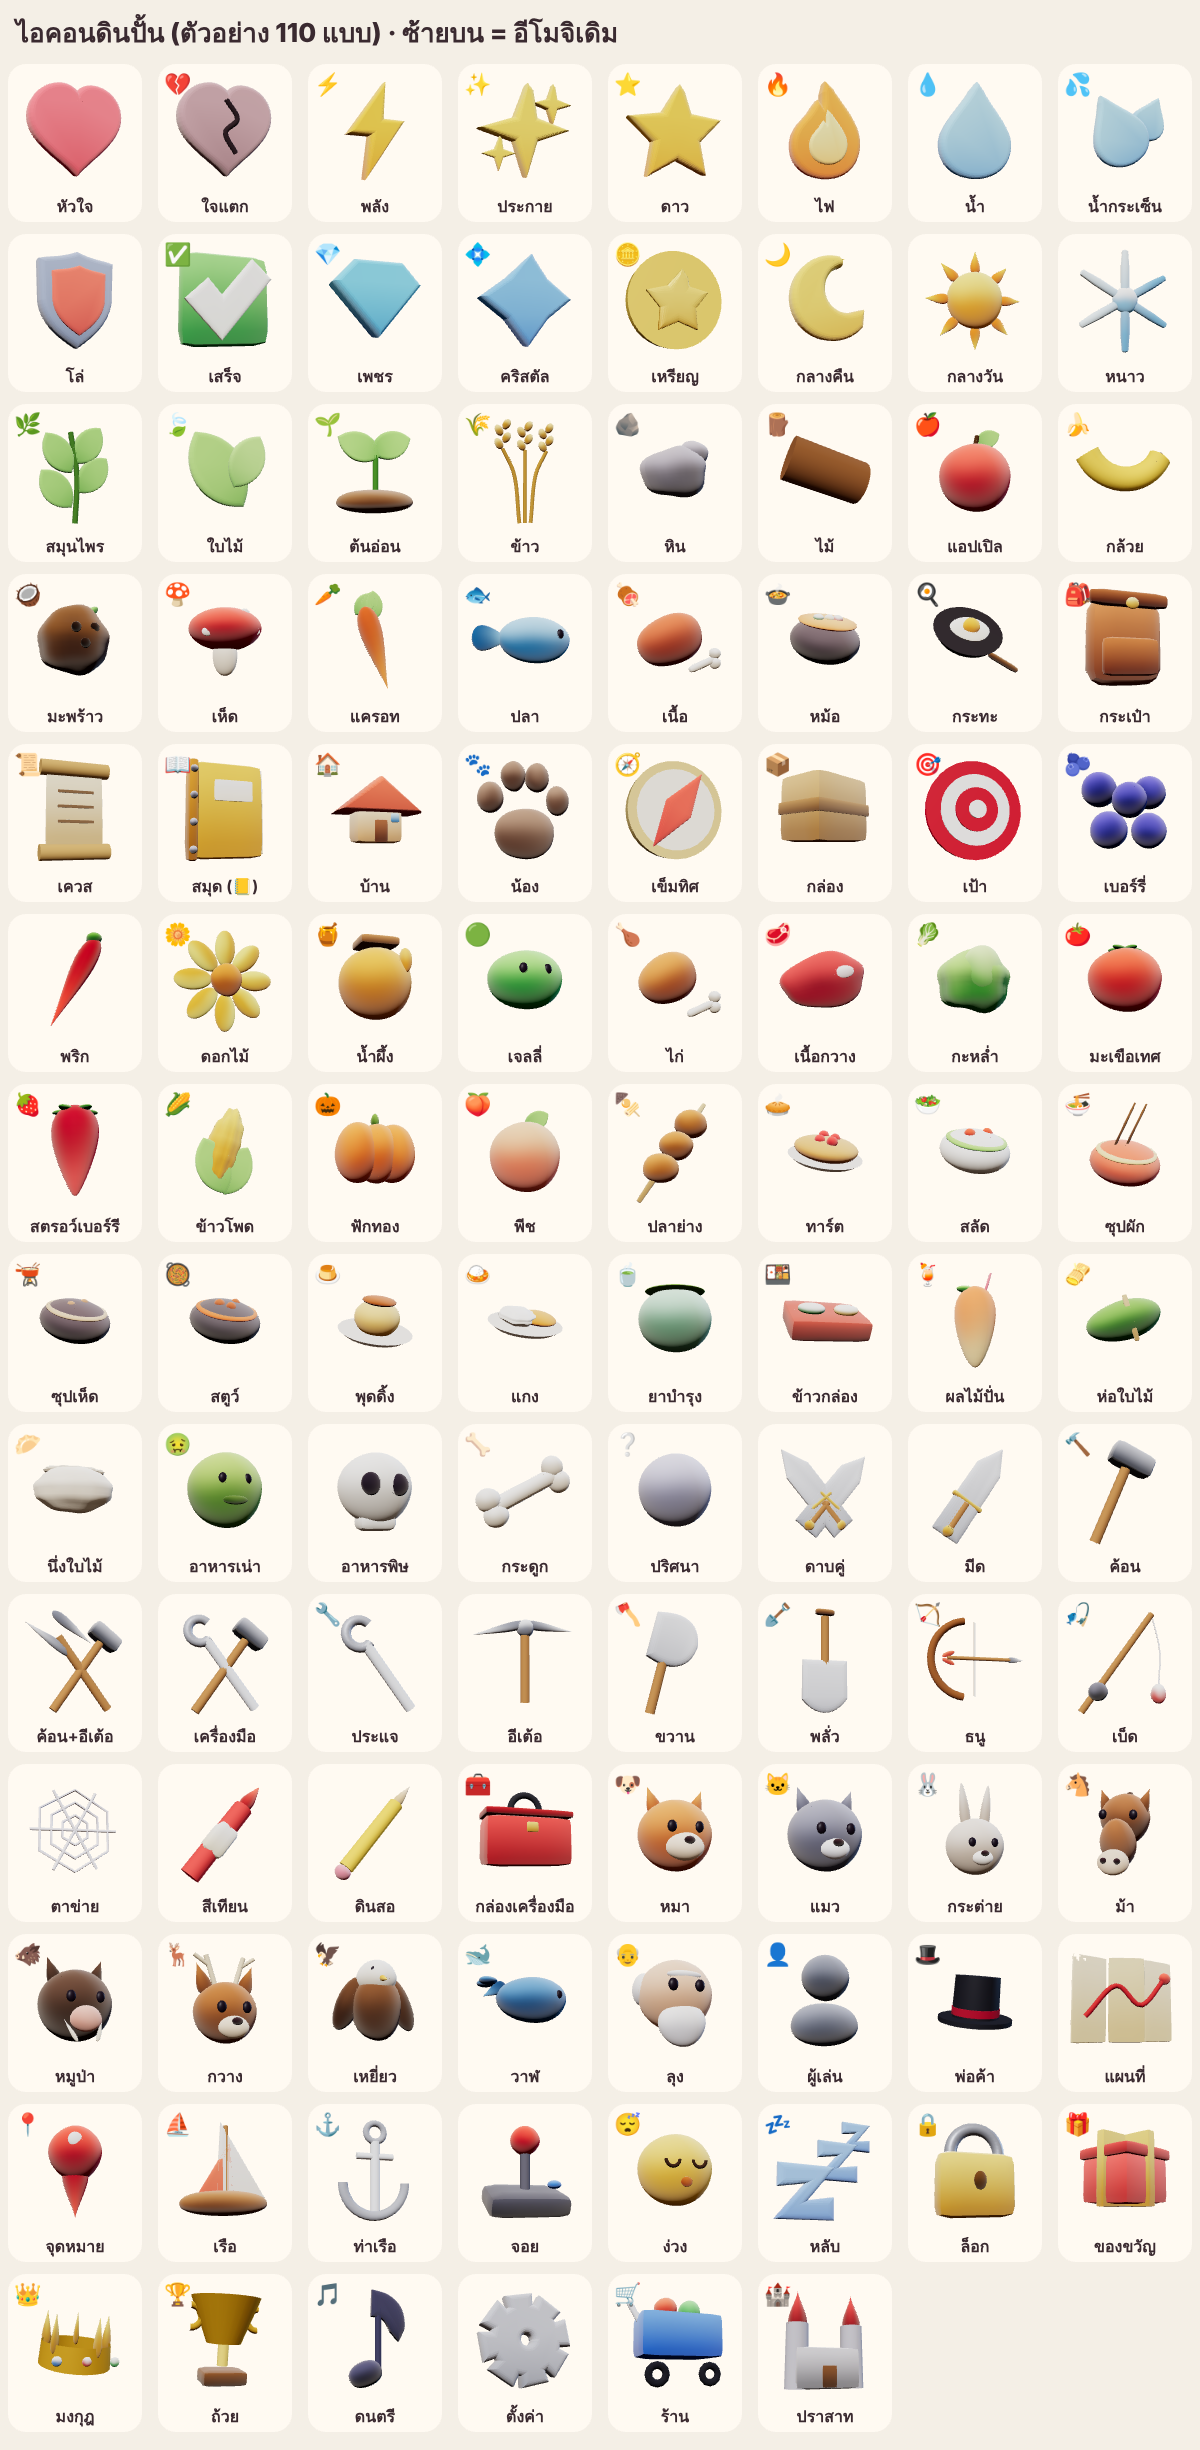 ไอคอนดินปั้น (ตัวอย่าง 110 แบบ) · ซ้ายบน = อีโมจิเดิม
หัวใจ
ใจแตก
พลัง
ประกาย
ดาว
ไฟ
น้ำ
น้ำกระเซ็น
โล่
เสร็จ
เพชร
คริสตัล
เหรียญ
กลางคืน
กลางวัน
หนาว
สมุนไพร
ใบไม้
ต้นอ่อน
ข้าว
หิน
ไม้
แอปเปิล
กล้วย
มะพร้าว
เห็ด
แครอท
ปลา
เนื้อ
หม้อ
กระทะ
กระเป๋า
เควส
สมุด (📒)
บ้าน
น้อง
เข็มทิศ
กล่อง
เป้า
เบอร์รี่
พริก
ดอกไม้
น้ำผึ้ง
เจลลี่
ไก่
เนื้อกวาง
กะหล่ำ
มะเขือเทศ
สตรอว์เบอร์รี
ข้าวโพด
ฟักทอง
พีช
ปลาย่าง
ทาร์ต
สลัด
ซุปผัก
ซุปเห็ด
สตูว์
พุดดิ้ง
แกง
ยาบำรุง
ข้าวกล่อง
ผลไม้ปั่น
ห่อใบไม้
นึ่งใบไม้
อาหารเน่า
อาหารพิษ
กระดูก
ปริศนา
ดาบคู่
มีด
ค้อน
ค้อน+อีเต้อ
เครื่องมือ
ประแจ
อีเต้อ
ขวาน
พลั่ว
ธนู
เบ็ด
ตาข่าย
สีเทียน
ดินสอ
กล่องเครื่องมือ
หมา
แมว
กระต่าย
ม้า
หมูป่า
กวาง
เหยี่ยว
วาฬ
ลุง
ผู้เล่น
พ่อค้า
แผนที่
จุดหมาย
เรือ
ท่าเรือ
จอย
ง่วง
หลับ
ล็อก
ของขวัญ
มงกุฎ
ถ้วย
ดนตรี
ตั้งค่า
ร้าน
ปราสาท